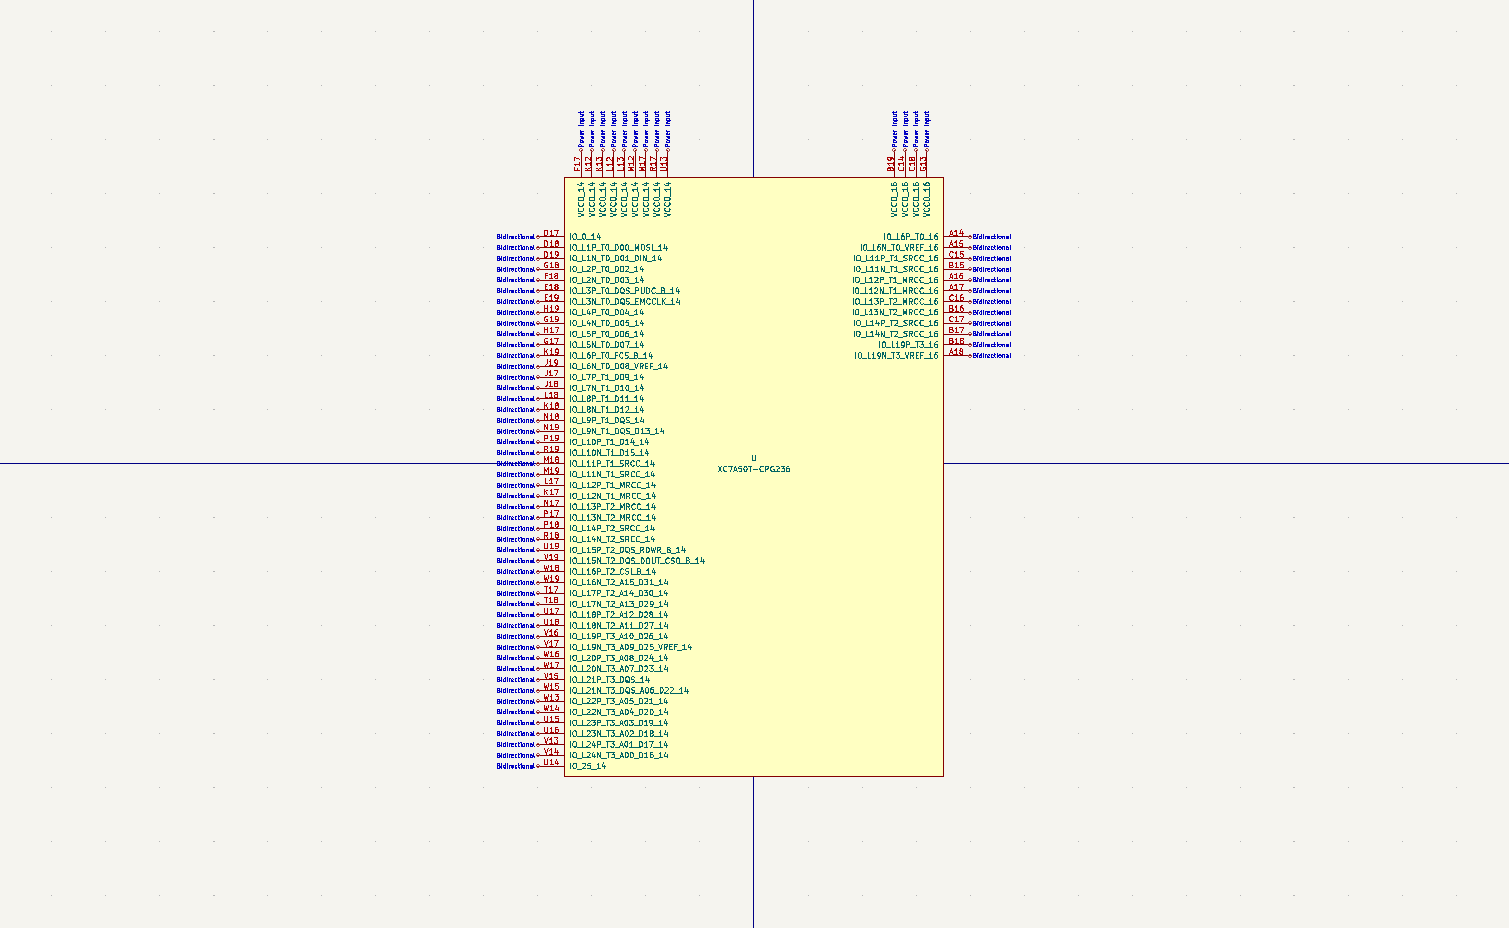 Power Input F17 VCCO_14
Power Input K12 VCCO_14
Power Input K13 VCCO_14
Power Input L12 VCCO_14
Power Input L13 VCCO_14
Power Input M12 VCCO_14
Power Input M17 VCCO_14
Power Input R17 VCCO_14
Power Input U13 VCCO_14
Power Input B19 VCCO_16
Power Input C14 VCCO_16
Power Input C18 VCCO_16
Power Input G13 VCCO_16
Bidirectional D17 IO_0_14
Bidirectional D18 IO_L1P_T0_D00_MOSI_14
Bidirectional D19 IO_L1N_T0_D01_DIN_14
Bidirectional G18 IO_L2P_T0_D02_14
Bidirectional F18 IO_L2N_T0_D03_14
Bidirectional E18 IO_L3P_T0_DQS_PUDC_B_14
Bidirectional E19 IO_L3N_T0_DQS_EMCCLK_14
Bidirectional H19 IO_L4P_T0_D04_14
Bidirectional G19 IO_L4N_T0_D05_14
Bidirectional H17 IO_L5P_T0_D06_14
Bidirectional G17 IO_L5N_T0_D07_14
Bidirectional K19 IO_L6P_T0_FCS_B_14
Bidirectional J19 IO_L6N_T0_D08_VREF_14
Bidirectional J17 IO_L7P_T1_D09_14
Bidirectional J18 IO_L7N_T1_D10_14
Bidirectional L18 IO_L8P_T1_D11_14
Bidirectional K18 IO_L8N_T1_D12_14
Bidirectional N18 IO_L9P_T1_DQS_14
Bidirectional N19 IO_L9N_T1_DQS_D13_14
Bidirectional P19 IO_L10P_T1_D14_14
Bidirectional R19 IO_L10N_T1_D15_14
Bidirectional M18 IO_L11P_T1_SRCC_14
Bidirectional M19 IO_L11N_T1_SRCC_14
Bidirectional L17 IO_L12P_T1_MRCC_14
Bidirectional K17 IO_L12N_T1_MRCC_14
Bidirectional N17 IO_L13P_T2_MRCC_14
Bidirectional P17 IO_L13N_T2_MRCC_14
Bidirectional P18 IO_L14P_T2_SRCC_14
Bidirectional R18 IO_L14N_T2_SRCC_14
Bidirectional U19 IO_L15P_T2_DQS_RDWR_B_14
Bidirectional V19 IO_L15N_T2_DQS_DOUT_CSO_B_14
Bidirectional W18 IO_L16P_T2_CSI_B_14
Bidirectional W19 IO_L16N_T2_A15_D31_14
Bidirectional T17 IO_L17P_T2_A14_D30_14
Bidirectional T18 IO_L17N_T2_A13_D29_14
Bidirectional U17 IO_L18P_T2_A12_D28_14
Bidirectional U18 IO_L18N_T2_A11_D27_14
Bidirectional V16 IO_L19P_T3_A10_D26_14
Bidirectional V17 IO_L19N_T3_A09_D25_VREF_14
Bidirectional W16 IO_L20P_T3_A08_D24_14
Bidirectional W17 IO_L20N_T3_A07_D23_14
Bidirectional V15 IO_L21P_T3_DQS_14
Bidirectional W15 IO_L21N_T3_DQS_A06_D22_14
Bidirectional W13 IO_L22P_T3_A05_D21_14
Bidirectional W14 IO_L22N_T3_A04_D20_14
Bidirectional U15 IO_L23P_T3_A03_D19_14
Bidirectional U16 IO_L23N_T3_A02_D18_14
Bidirectional V13 IO_L24P_T3_A01_D17_14
Bidirectional V14 IO_L24N_T3_A00_D16_14
Bidirectional U14 IO_25_14
U
XC7A50T-CPG236
IO_L6P_T0_16 A14 Bidirectional
IO_L6N_T0_VREF_16 A15 Bidirectional
IO_L11P_T1_SRCC_16 C15 Bidirectional
IO_L11N_T1_SRCC_16 B15 Bidirectional
IO_L12P_T1_MRCC_16 A16 Bidirectional
IO_L12N_T1_MRCC_16 A17 Bidirectional
IO_L13P_T2_MRCC_16 C16 Bidirectional
IO_L13N_T2_MRCC_16 B16 Bidirectional
IO_L14P_T2_SRCC_16 C17 Bidirectional
IO_L14N_T2_SRCC_16 B17 Bidirectional
IO_L19P_T3_16 B18 Bidirectional
IO_L19N_T3_VREF_16 A18 Bidirectional